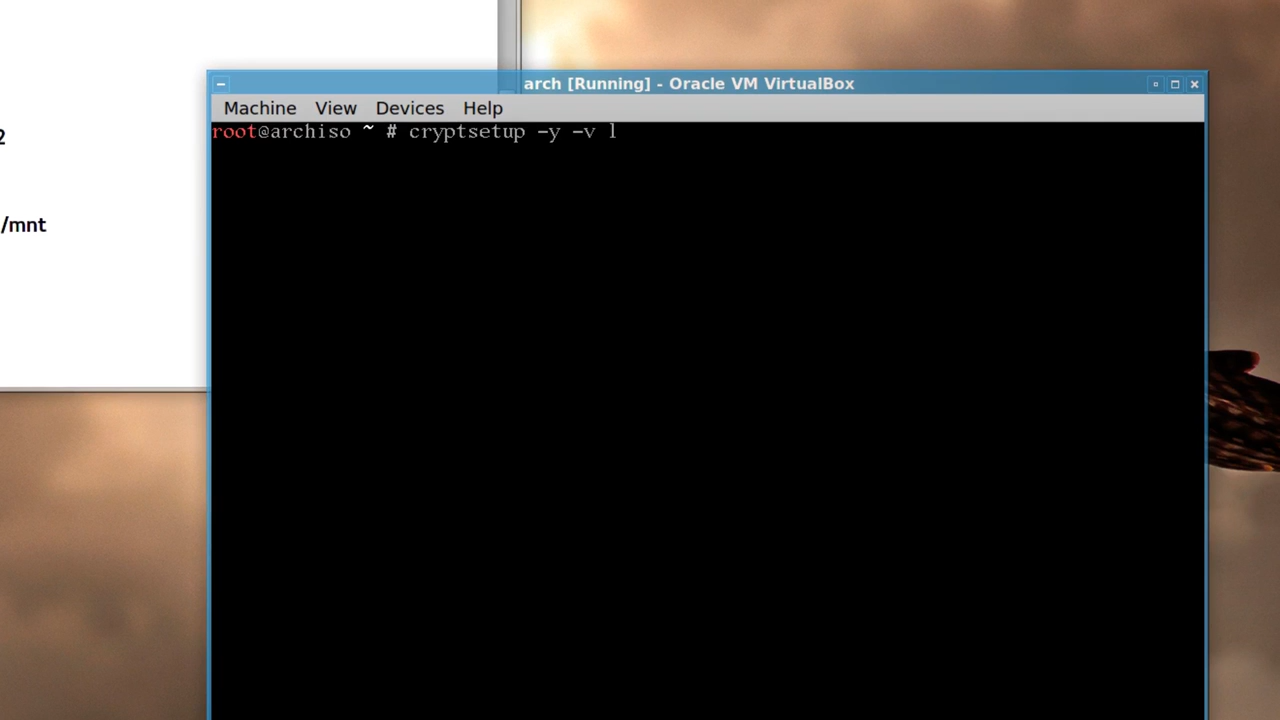 arch [Running] - Oracle VM VirtualBox
Machine View Devices Help
root@archiso ~ # cryptsetup -y -v l
2
/mnt